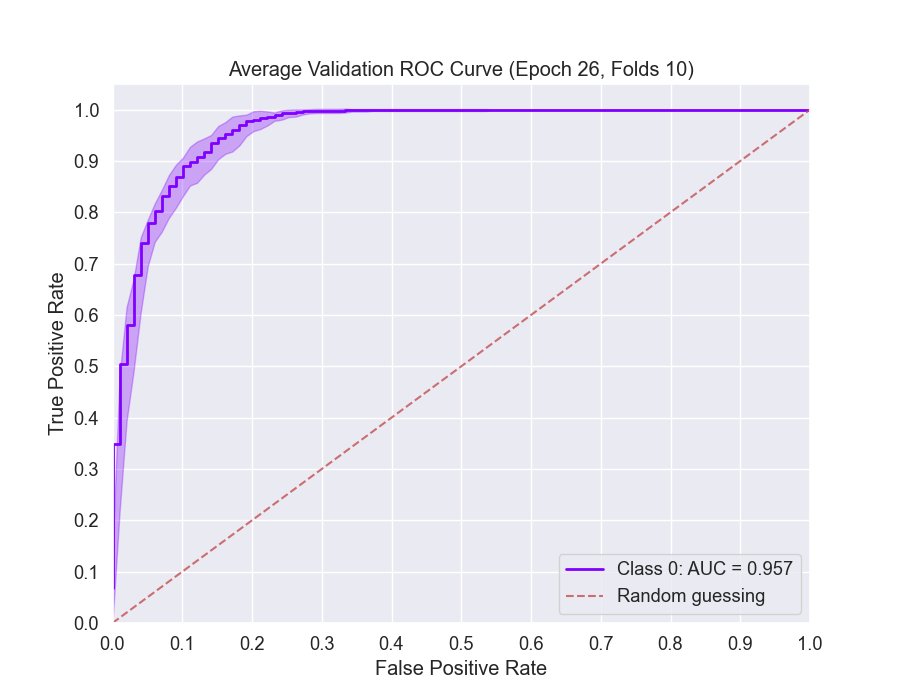 Average Validation ROC Curve (Epoch 26, Folds 10)
True Positive Rate
1.0
0.9
0.8
0.7
0.6
0.5
0.4
0.3
0.2
0.1
0.0
Class 0: AUC = 0.957
Random guessing
0.0 0.1 0.2 0.3 0.4 0.5 0.6 0.7 0.8 0.9 1.0
False Positive Rate